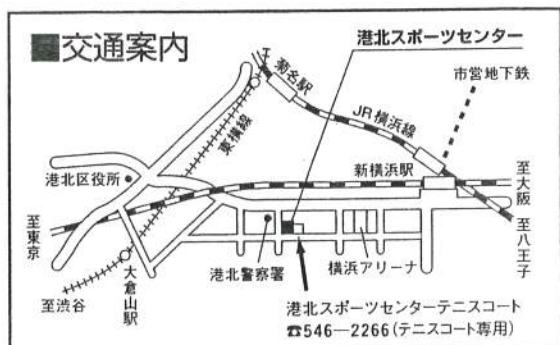 ■交通案内
港北スポーツセンター
菊名駅
市営地下鉄
JR横浜線
東横線
新横浜駅
港北区役所
至大阪
至東京
至八王子
港北警察署
横浜アリーナ
大倉山駅
至渋谷
港北スポーツセンターテニスコート
☎546—2266(テニスコート専用)